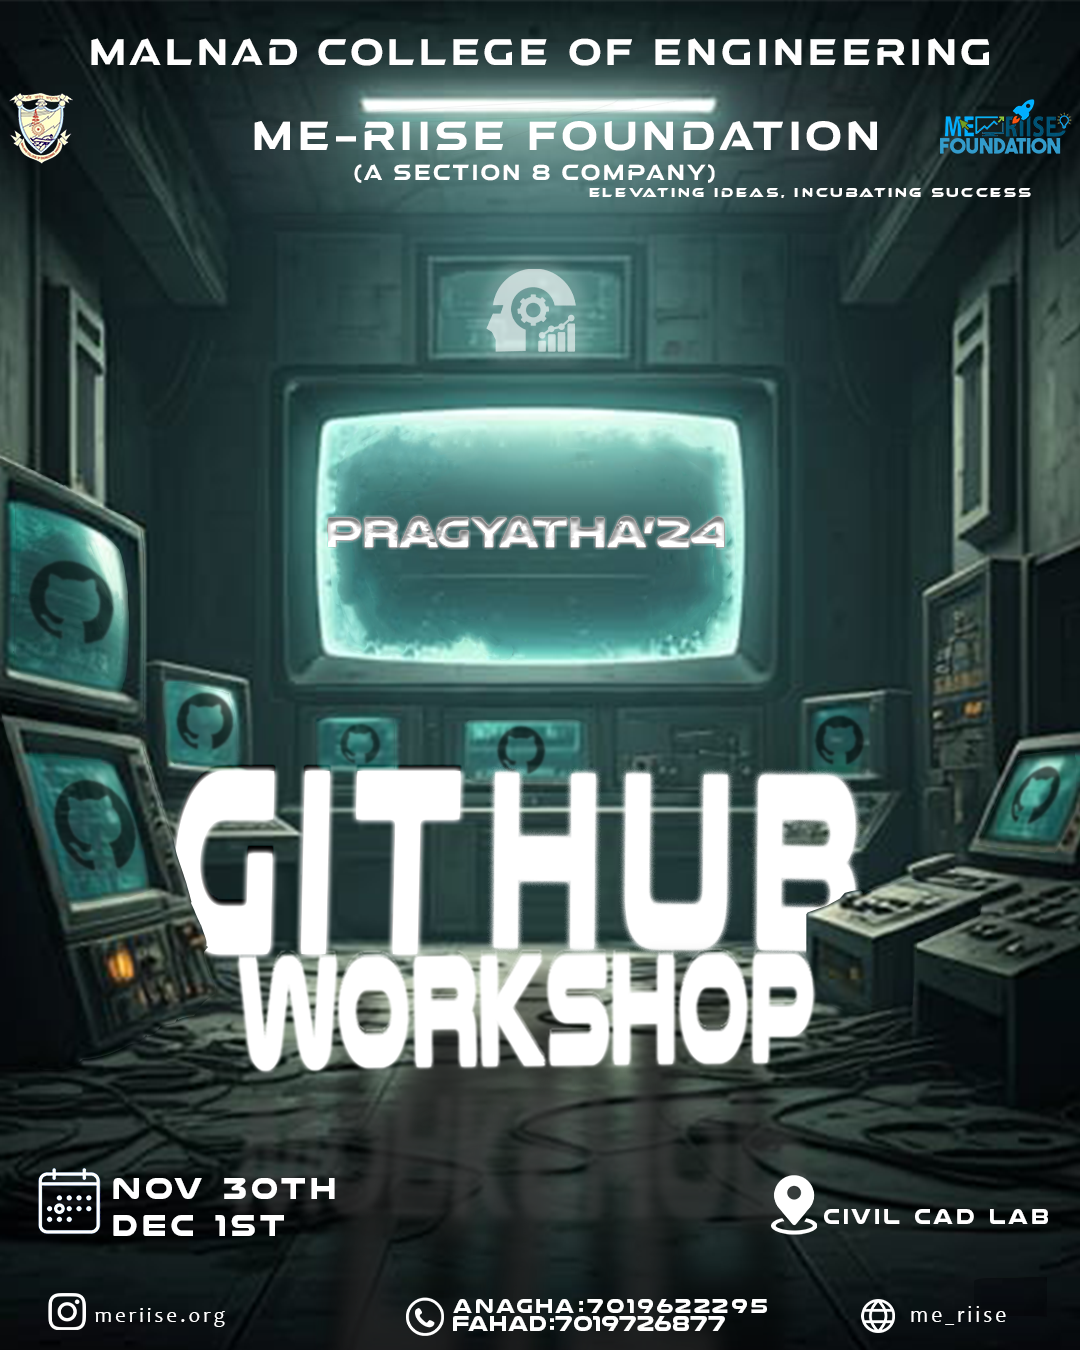 MALNAD COLLEGE OF ENGINEERING
ME-RIISE FOUNDATION
(A SECTION 8 COMPANY)
ELEVATING IDEAS, INCUBATING SUCCESS
ME RIISE
FOUNDATION
PRAGYATHA'24
GITHUB
WORKSHOP
NOV 30TH
DEC 1ST
CIVIL CAD LAB
meriise.org
ANAGHA:7019622295
FAHAD:7019726877
me_riise